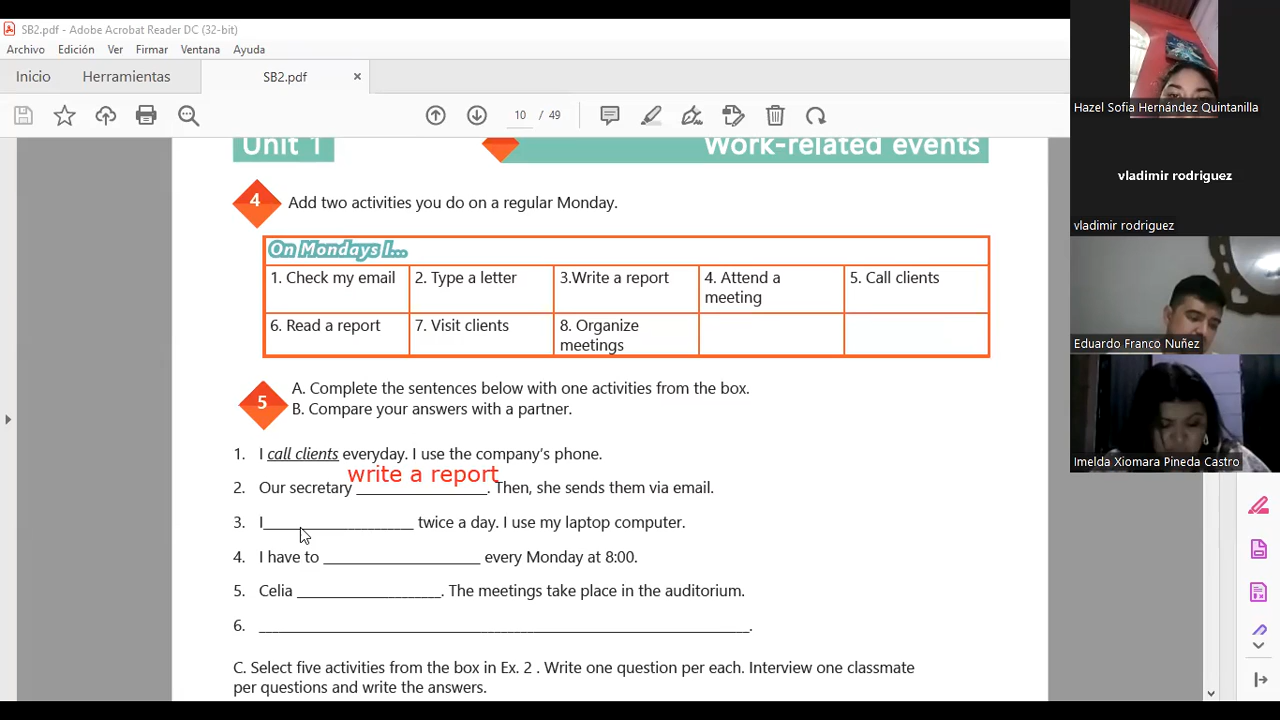 SB2.pdf - Adobe Acrobat Reader DC (32-bit)
Archivo Edición Ver Firmar Ventana Ayuda
Inicio Herramientas SB2.pdf ×
10 / 49
Unit 1 Work-related events
4 Add two activities you do on a regular Monday.
On Mondays I...
1. Check my email 2. Type a letter 3.Write a report 4. Attend a meeting 5. Call clients
6. Read a report 7. Visit clients 8. Organize meetings
5 A. Complete the sentences below with one activities from the box.
B. Compare your answers with a partner.
1. I call clients everyday. I use the company's phone.
write a report
2. Our secretary _______________. Then, she sends them via email.
3. I__________________ twice a day. I use my laptop computer.
4. I have to __________________ every Monday at 8:00.
5. Celia _________________. The meetings take place in the auditorium.
6. ____________________________________________________________.
C. Select five activities from the box in Ex. 2 . Write one question per each. Interview one classmate
per questions and write the answers.
Hazel Sofia Hernández Quintanilla
vladimir rodriguez
vladimir rodriguez
Eduardo Franco Nuñez
Imelda Xiomara Pineda Castro